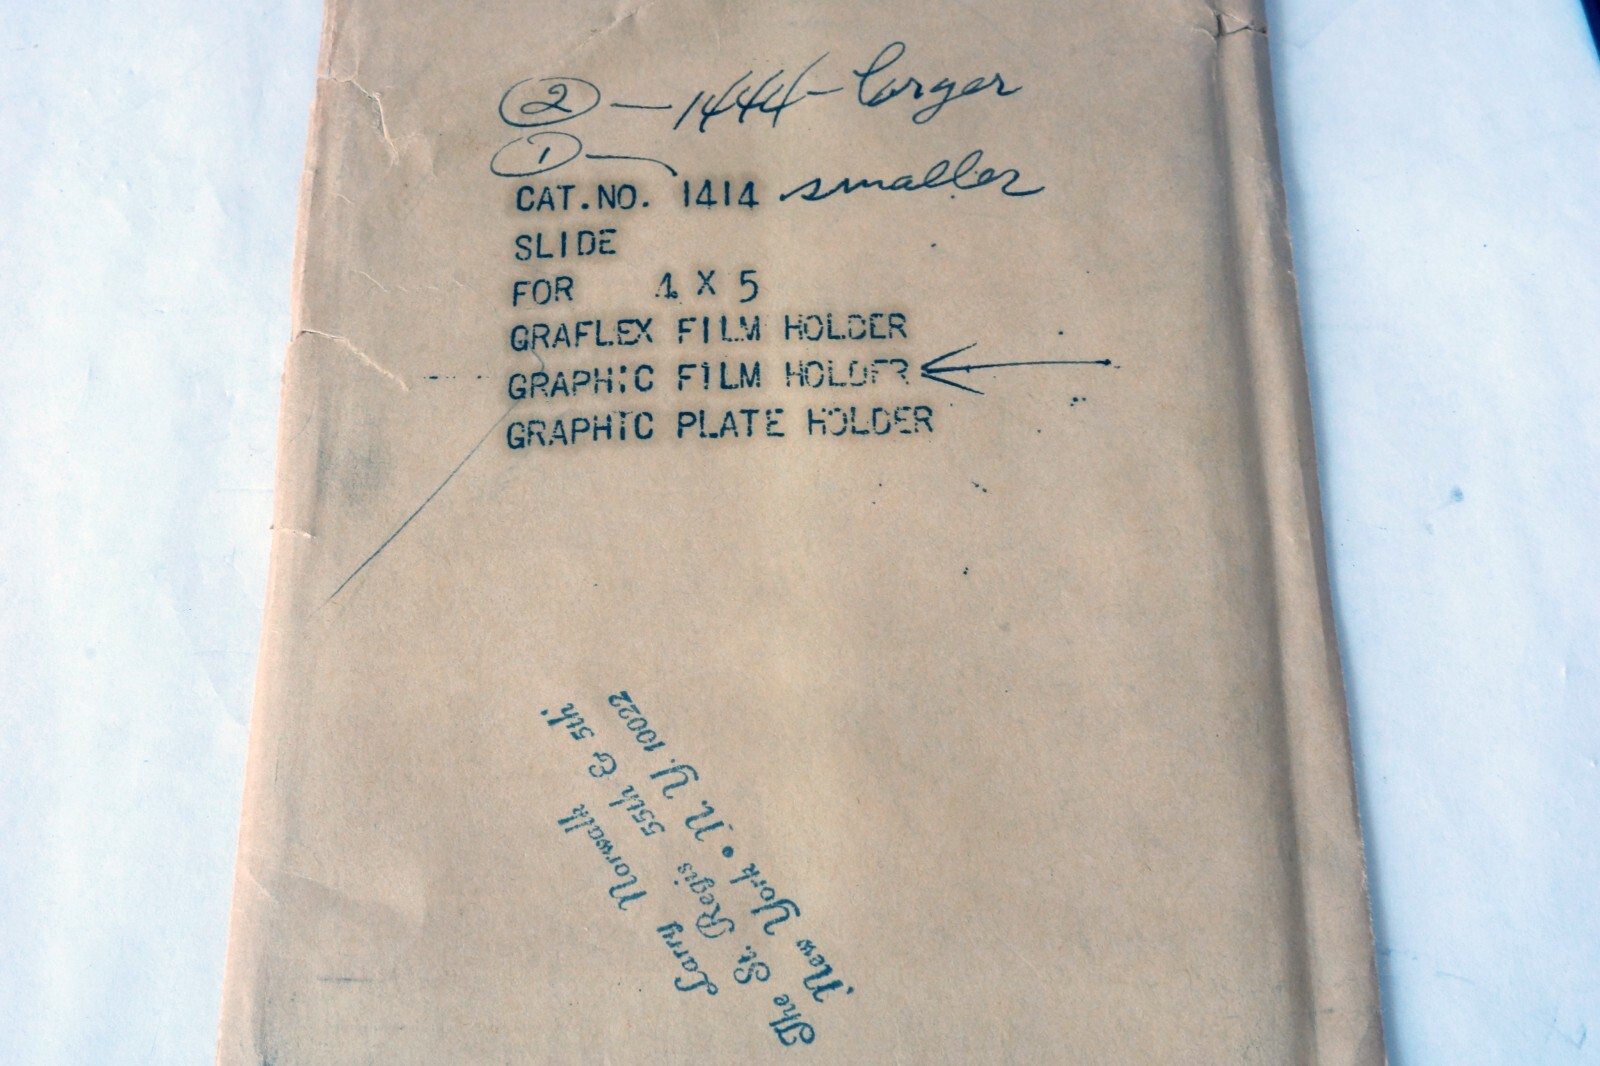 2 — 1444 - larger
1 —
CAT.NO. 1414 smaller
SLIDE
FOR 4 X 5
GRAFLEX FILM HOLDER
GRAPHIC FILM HOLDER
GRAPHIC PLATE HOLDER
Larry Norwalk
The St. Regis 55th & 5th
New York • N. Y. 10022